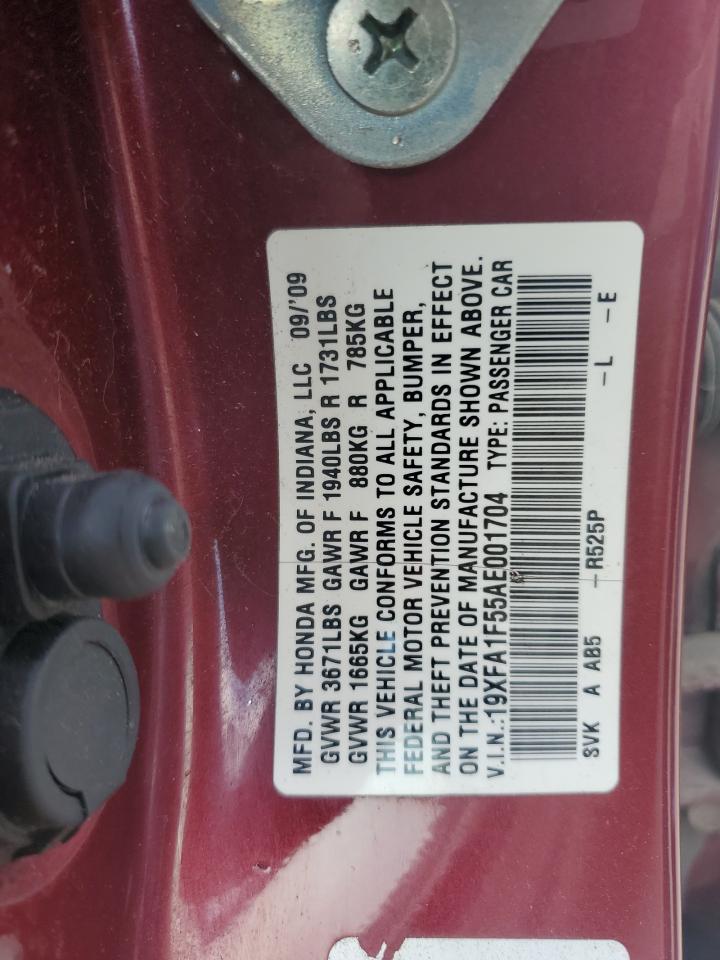 MFD. BY HONDA MFG. OF INDIANA, LLC 09/'09
GVWR 3671LBS GAWR F 1940LBS R 1731LBS
GVWR 1665KG GAWR F 880KG R 785KG
THIS VEHICLE CONFORMS TO ALL APPLICABLE
FEDERAL MOTOR VEHICLE SAFETY, BUMPER,
AND THEFT PREVENTION STANDARDS IN EFFECT
ON THE DATE OF MANUFACTURE SHOWN ABOVE.
V.I.N.:19XFA1F55AE001704 TYPE: PASSENGER CAR
SVK A AB5 –R525P –L –E